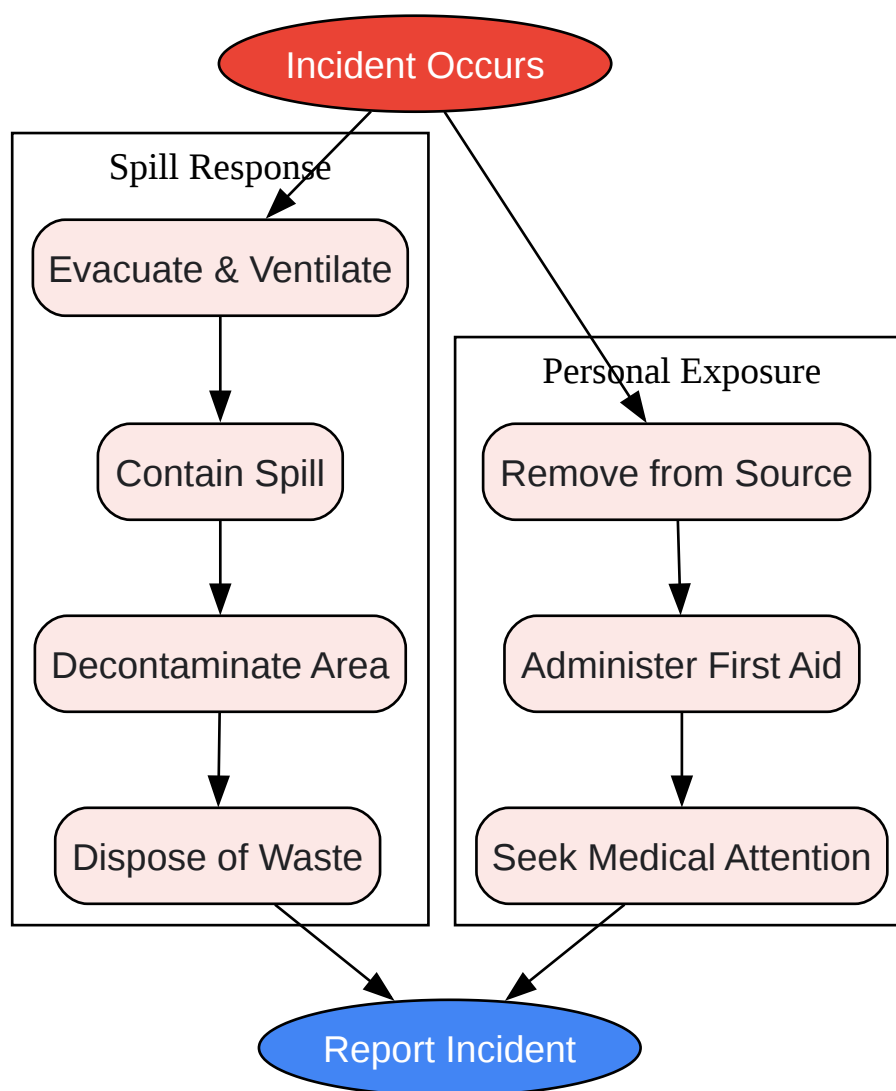 Incident Occurs
Spill Response
Evacuate & Ventilate
Contain Spill
Decontaminate Area
Dispose of Waste
Personal Exposure
Remove from Source
Administer First Aid
Seek Medical Attention
Report Incident